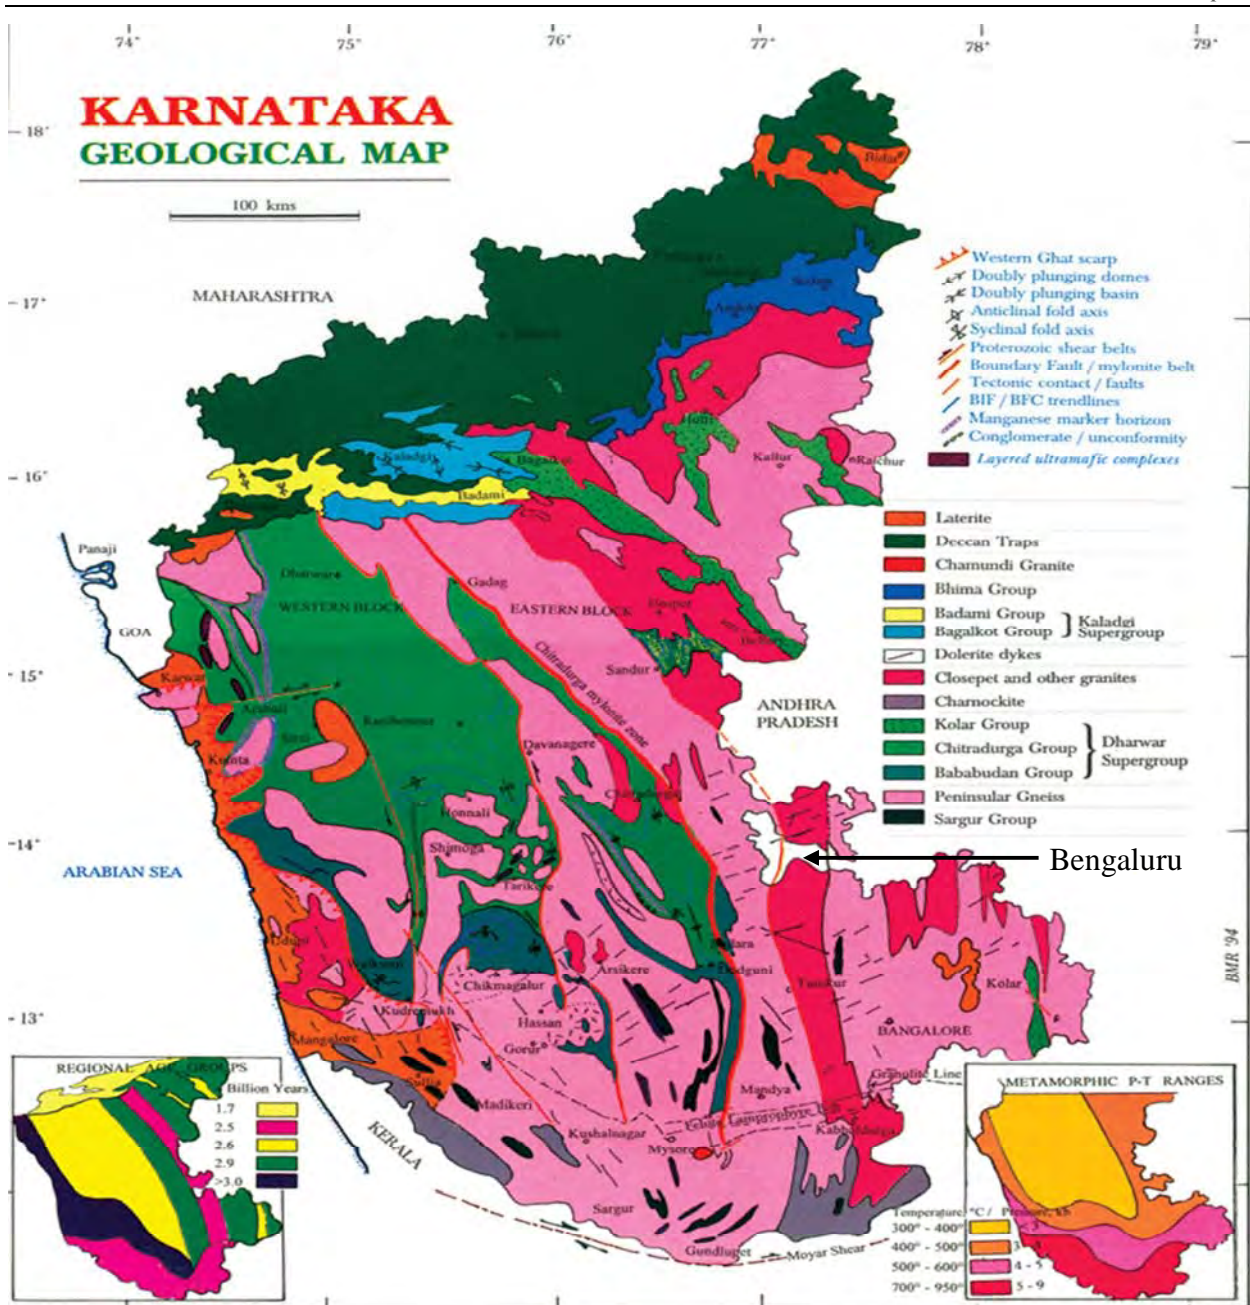 74°
75°
76°
77°
78°
79°
KARNATAKA
GEOLOGICAL MAP
100 kms
18°
17°
16°
15°
14°
13°
MAHARASHTRA
Bidar
Western Ghat scarp
Doubly plunging domes
Doubly plunging basin
Anticlinal fold axis
Syclinal fold axis
Proterozoic shear belts
Boundary Fault / mylonite belt
Tectonic contact / faults
BIF / BFC trendlines
Manganese marker horizon
Conglomerate / unconformity
Layered ultramafic complexes
Laterite
Deccan Traps
Chamundi Granite
Bhima Group
Badami Group
Bagalkot Group
Kaladgi
Supergroup
Dolerite dykes
Closepet and other granites
Charnockite
Kolar Group
Chitradurga Group
Bababudan Group
Dharwar
Supergroup
Peninsular Gneiss
Sargur Group
Kaladgi
Bagalkot
Badami
Hutti
Kallur
Raichur
Panaji
GOA
Dharwar
WESTERN BLOCK
Gadag
EASTERN BLOCK
Hospet
Sandur
Chitradurga mylonite zone
ANDHRA
PRADESH
Karwar
Ranibennur
Sirsi
Kumta
Davanagere
Chitradurga
Honnali
Shimoga
Tarikere
ARABIAN SEA
Bengaluru
Udupi
Chikmagalur
Arsikere
Dodguni
Tumkur
Kolar
Kudremukh
Hassan
Gorur
BANGALORE
Mangalore
Sullia
Madikeri
Mandya
Granulite Line
Kushalnagar
Mysore
KERALA
Sargur
Gundlupet
Moyar Shear
BMR '94
REGIONAL AGE GROUPS
Billion Years
1.7
2.5
2.6
2.9
>3.0
METAMORPHIC P-T RANGES
Temperature, °C / Pressure, kb
300° - 400° < 3
400° - 500°
500° - 600° 4 - 5
700° - 950° 5 - 9